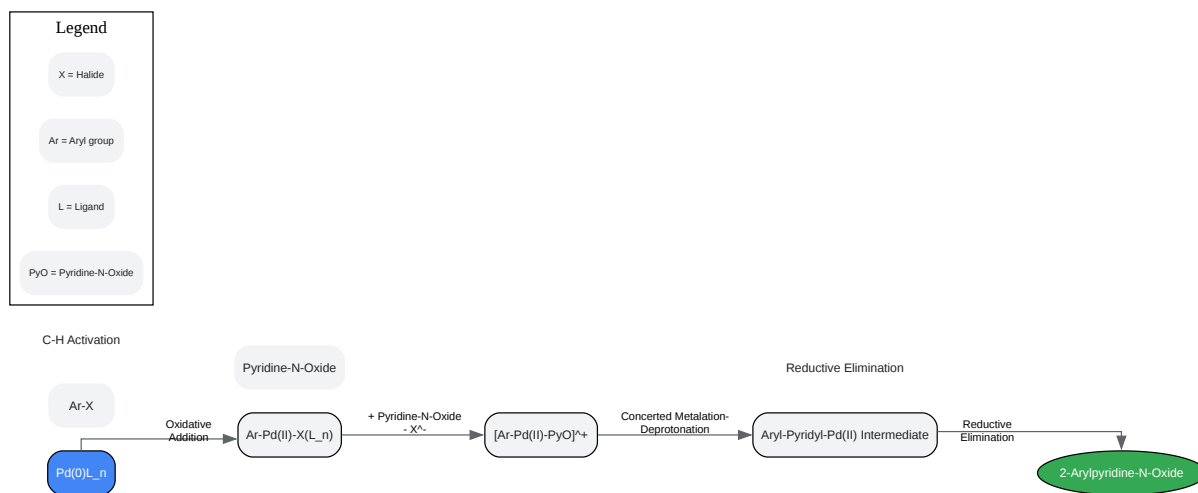 Legend
X = Halide
Ar = Aryl group
L = Ligand
PyO = Pyridine-N-Oxide
C-H Activation
Pyridine-N-Oxide
Reductive Elimination
Ar-X
Oxidative
Addition
+ Pyridine-N-Oxide
- X^-
Concerted Metalation-
Deprotonation
Reductive
Elimination
Pd(0)L_n
Ar-Pd(II)-X(L_n)
[Ar-Pd(II)-PyO]^+
Aryl-Pyridyl-Pd(II) Intermediate
2-Arylpyridine-N-Oxide